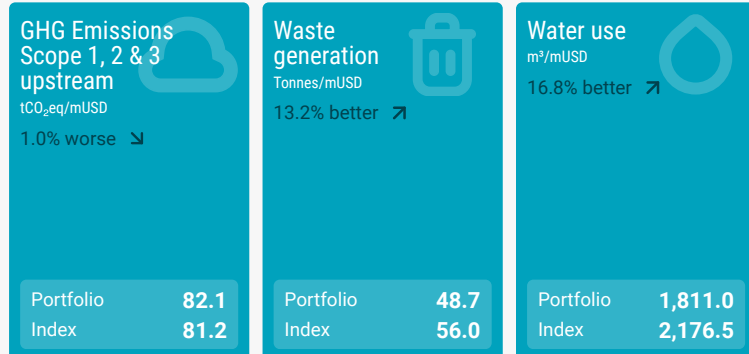 GHG Emissions
Scope 1, 2 & 3
upstream
tCO₂eq/mUSD
1.0% worse
Portfolio 82.1
Index 81.2
Waste
generation
Tonnes/mUSD
13.2% better
Portfolio 48.7
Index 56.0
Water use
m³/mUSD
16.8% better
Portfolio 1,811.0
Index 2,176.5